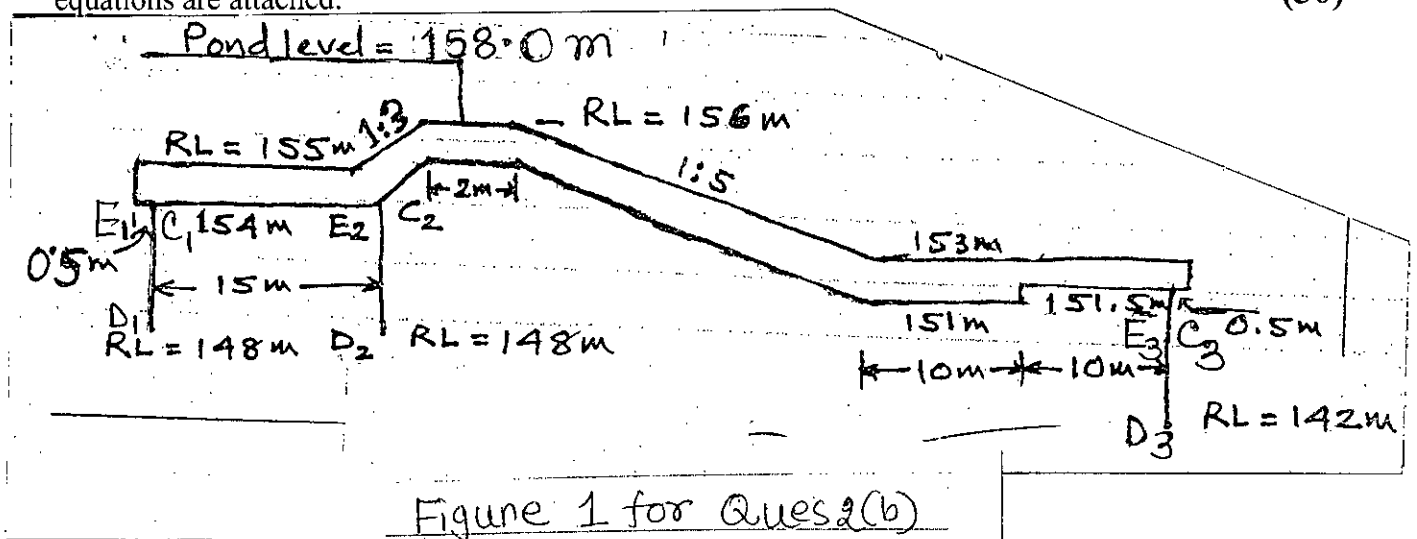 equations are attached.
Pond level = 158.0 m
RL = 155m 1:3
RL = 156m
1:5
2m
E1 C1 154m E2 C2
0.5m
15m
153m
151m
151.5m
E3 C3 0.5m
10m 10m
D1 D2 RL = 148m
RL = 148m
D3 RL = 142m
Figure 1 for Ques 2(b)